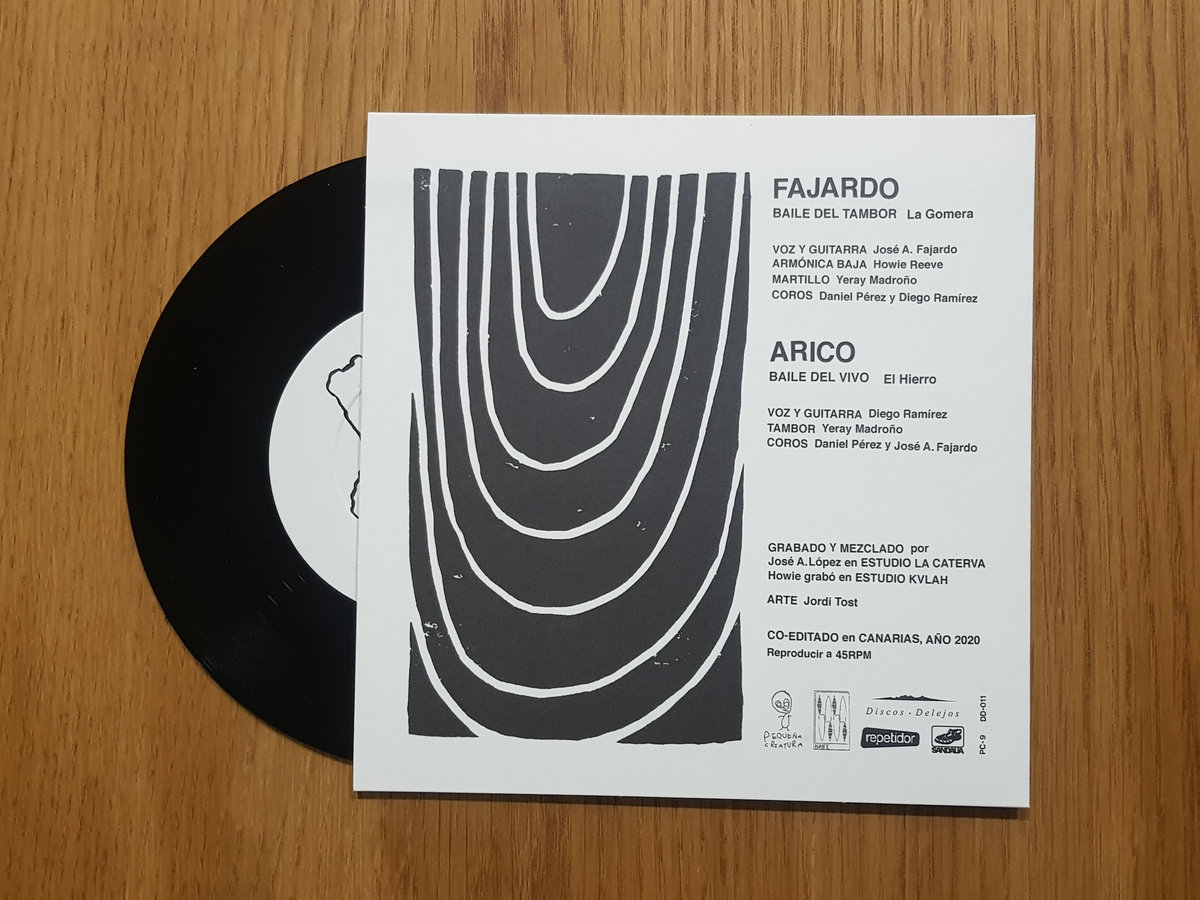 FAJARDO
BAILE DEL TAMBOR La Gomera
VOZ Y GUITARRA José A. Fajardo
ARMÓNICA BAJA Howie Reeve
MARTILLO Yeray Madroño
COROS Daniel Pérez y Diego Ramírez
ARICO
BAILE DEL VIVO El Hierro
VOZ Y GUITARRA Diego Ramírez
TAMBOR Yeray Madroño
COROS Daniel Pérez y José A. Fajardo
GRABADO Y MEZCLADO por
José A.López en ESTUDIO LA CATERVA
Howie grabó en ESTUDIO KVLAH
ARTE Jordi Tost
CO-EDITADO en CANARIAS, AÑO 2020
Reproducir a 45RPM
PEQUEÑA
CREATURA
Discos · Delejos
repetidor
SANDALIA
PC-9 DD-011